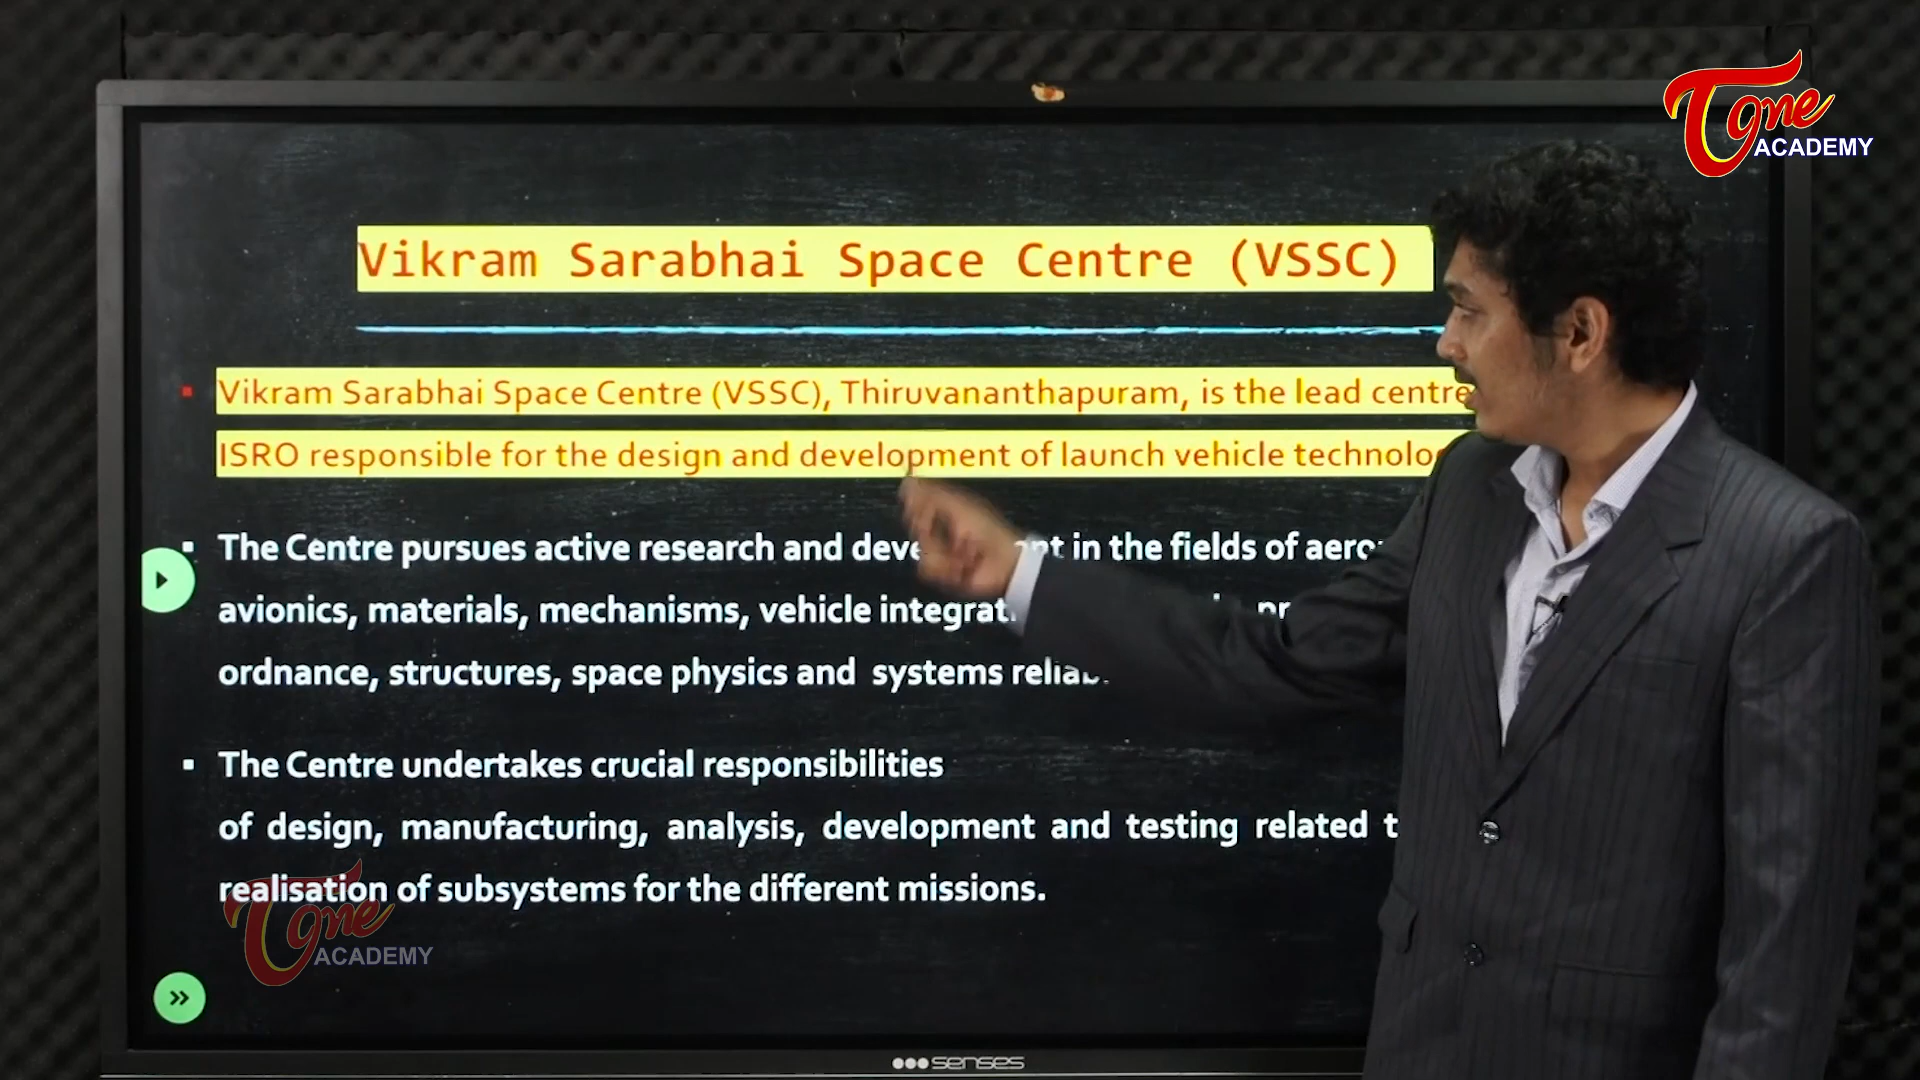 Tone
ACADEMY
Vikram Sarabhai Space Centre (VSSC)
Vikram Sarabhai Space Centre (VSSC), Thiruvananthapuram, is the lead centre
ISRO responsible for the design and development of launch vehicle
The Centre pursues active research and in the fields of
avionics, materials, mechanisms, vehicle
ordnance, structures, space physics and systems
The Centre undertakes crucial responsibilities
of design, manufacturing, analysis, development and testing related
realisation of subsystems for the different missions.
Tone
ACADEMY
senses